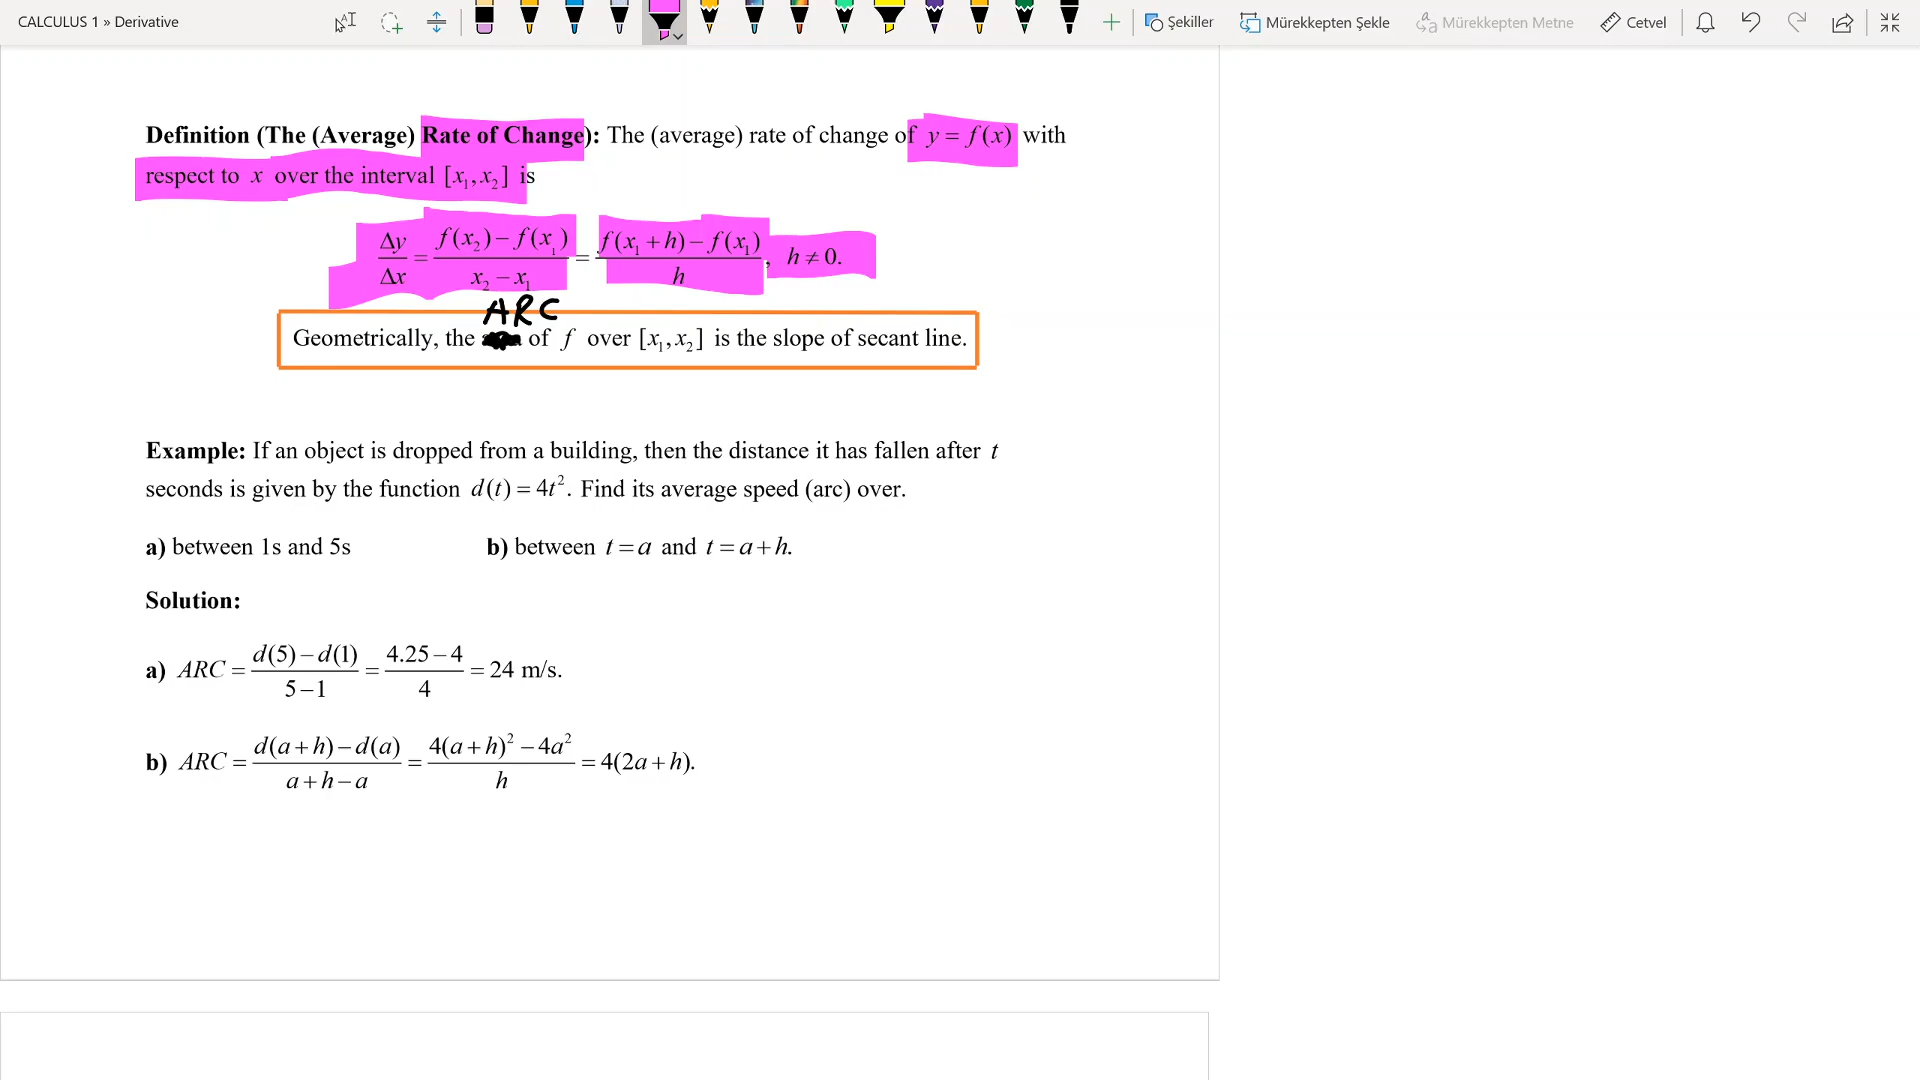 CALCULUS 1 » Derivative
Şekiller Mürekkepten Şekle Mürekkepten Metne Cetvel
Definition (The (Average) Rate of Change): The (average) rate of change of y = f(x) with
respect to x over the interval [x₁, x₂] is
Δy/Δx = (f(x₂) − f(x₁))/(x₂ − x₁) = (f(x₁ + h) − f(x₁))/h, h ≠ 0.
ARC
Geometrically, the of f over [x₁, x₂] is the slope of secant line.
Example: If an object is dropped from a building, then the distance it has fallen after t
seconds is given by the function d(t) = 4t². Find its average speed (arc) over.
a) between 1s and 5s b) between t = a and t = a + h.
Solution:
a) ARC = (d(5) − d(1))/(5 − 1) = (4.25 − 4)/4 = 24 m/s.
b) ARC = (d(a + h) − d(a))/(a + h − a) = (4(a + h)² − 4a²)/h = 4(2a + h).